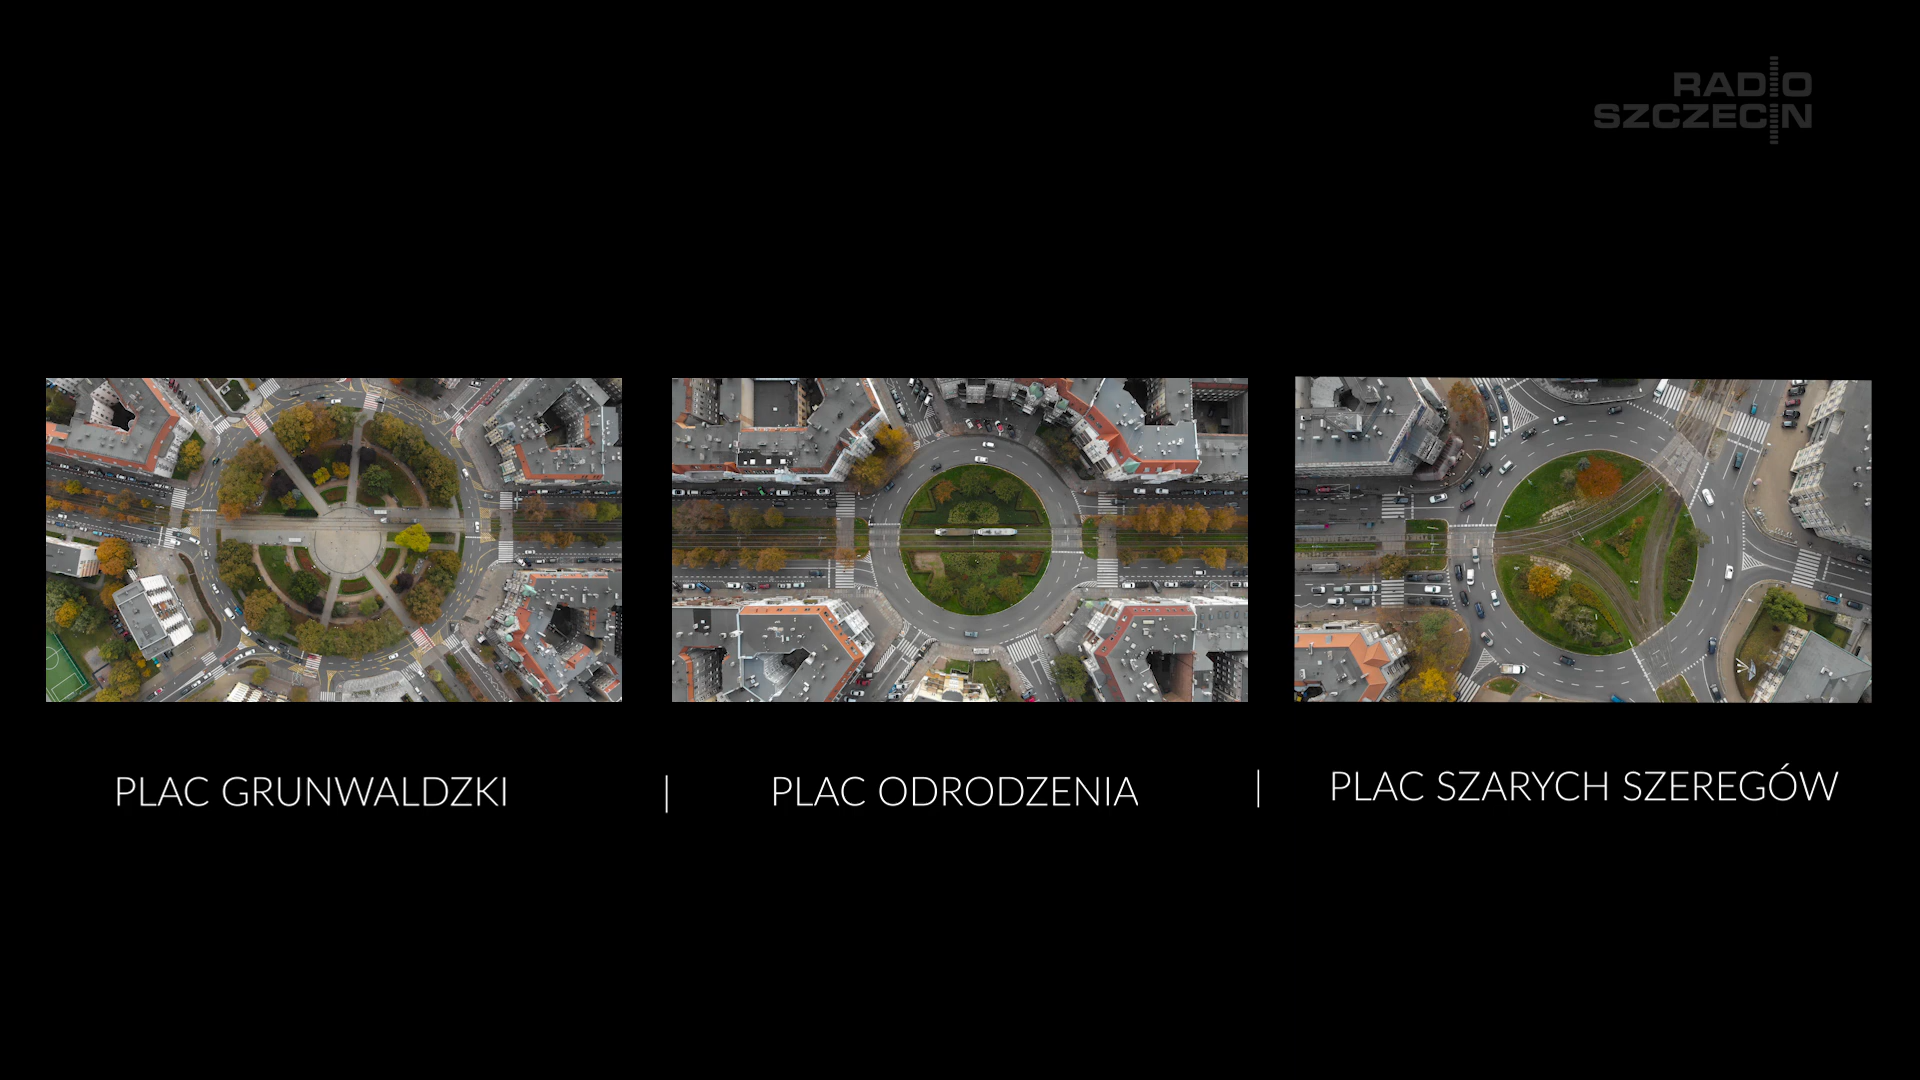 RADIO
SZCZECIN
PLAC GRUNWALDZKI | PLAC ODRODZENIA | PLAC SZARYCH SZEREGÓW